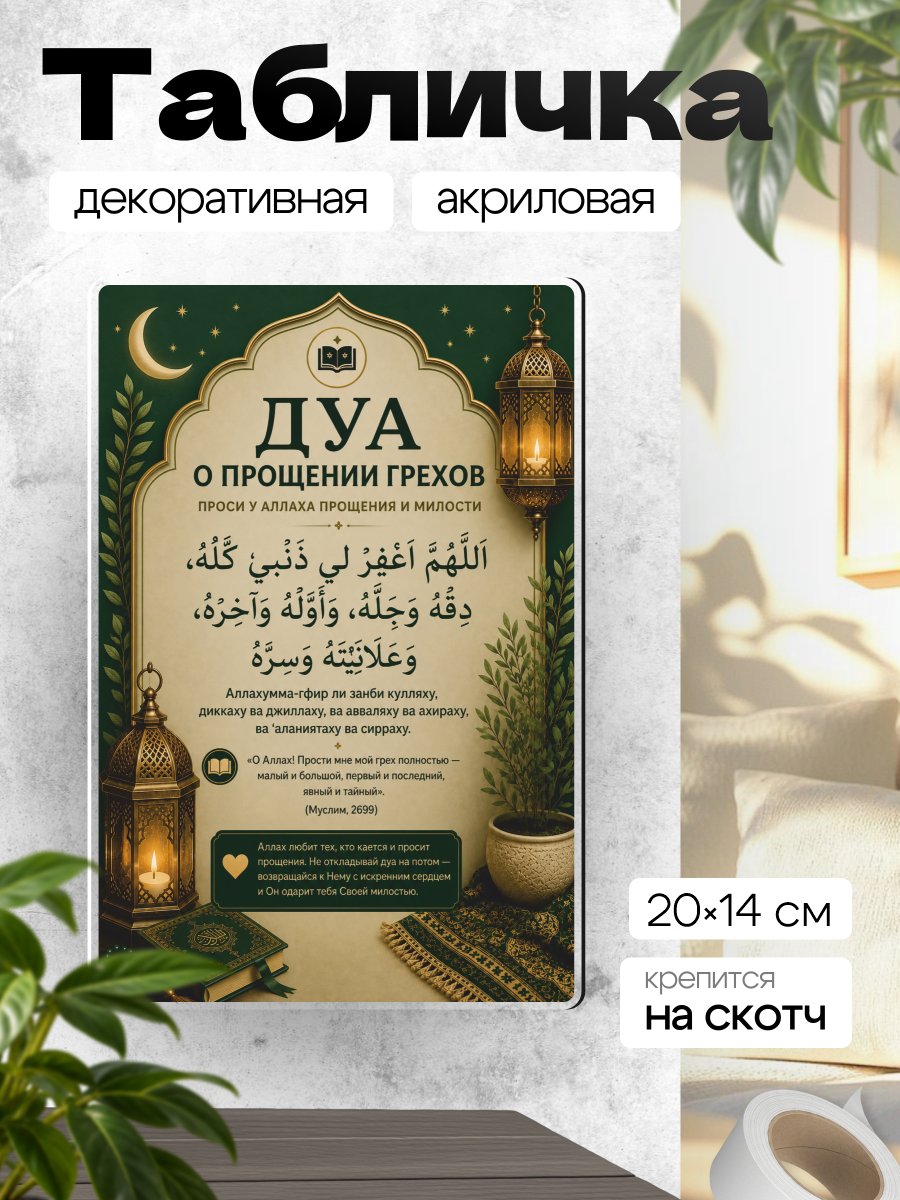 Табличка
декоративная
акриловая
ДУА
О ПРОЩЕНИИ ГРЕХОВ
ПРОСИ У АЛЛАХА ПРОЩЕНИЯ И МИЛОСТИ
اَللَّهُمَّ اَغْفِرْ لي ذَنْبيْ كَّلُهُ،
دِقْهُ وَجَلَّهُ، وَأَوَّلْهُ وَآخِرْهُ،
وَعَلَانِيْتَهُ وَسِرَّهُ
Аллахумма-гфир ли занби кулляху,
диккаху ва джиллаху, ва авваляху ва ахираху,
ва ‘аланиятаху ва сирраху.
«О Аллах! Прости мне мой грех полностью —
малый и большой, первый и последний,
явный и тайный».
(Муслим, 2699)
Аллах любит тех, кто кается и просит
прощения. Не откладывай дуа на потом —
возвращайся к Нему с искренним сердцем
и Он одарит тебя Своей милостью.
20×14 см
крепится
на скотч